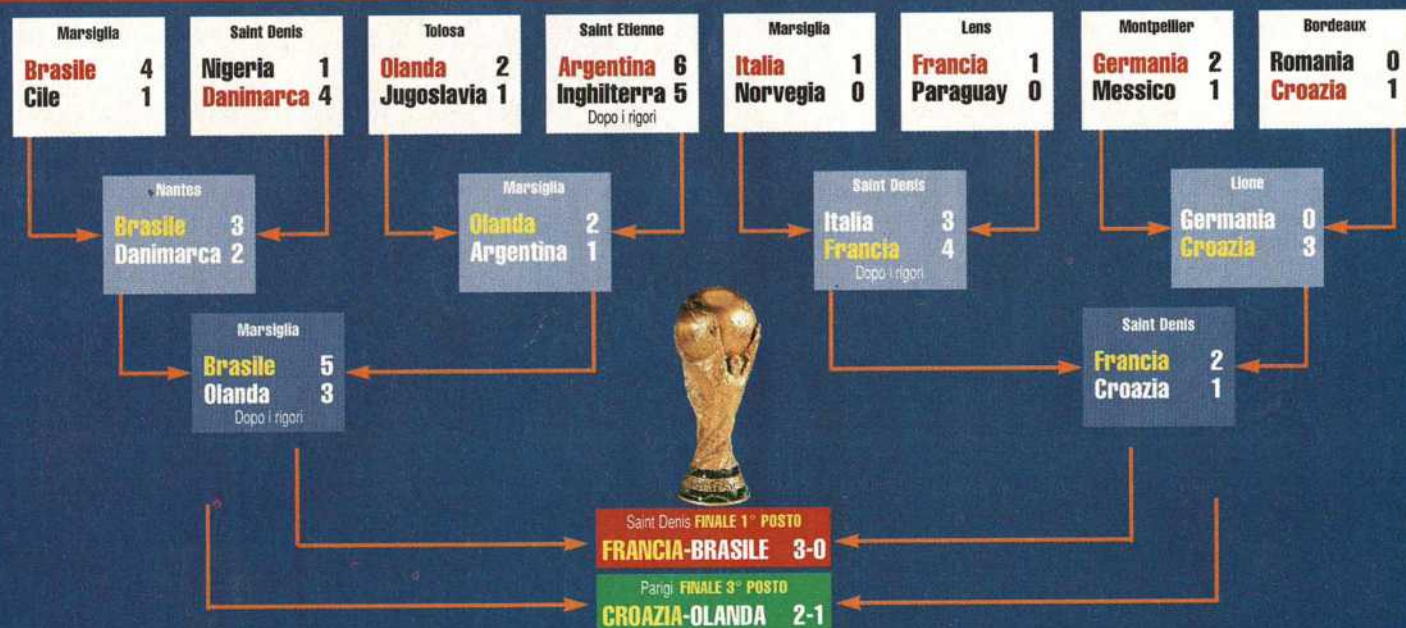 Marsiglia
Brasile 4
Cile 1
Saint Denis
Nigeria 1
Danimarca 4
Tolosa
Olanda 2
Jugoslavia 1
Saint Etienne
Argentina 6
Inghilterra 5
Dopo i rigori
Marsiglia
Italia 1
Norvegia 0
Lens
Francia 1
Paraguay 0
Montpellier
Germania 2
Messico 1
Bordeaux
Romania 0
Croazia 1
Nantes
Brasile 3
Danimarca 2
Marsiglia
Olanda 2
Argentina 1
Saint Denis
Italia 3
Francia 4
Dopo i rigori
Lione
Germania 0
Croazia 3
Marsiglia
Brasile 5
Olanda 3
Dopo i rigori
Saint Denis
Francia 2
Croazia 1
Saint Denis FINALE 1° POSTO
FRANCIA-BRASILE 3-0
Parigi FINALE 3° POSTO
CROAZIA-OLANDA 2-1